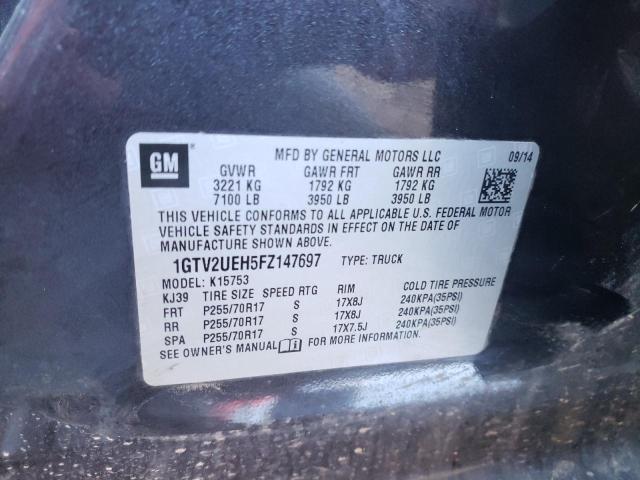 GM
MFD BY GENERAL MOTORS LLC 09/14
GVWR GAWR FRT GAWR RR
3221 KG 1792 KG 1792 KG
7100 LB 3950 LB 3950 LB
THIS VEHICLE CONFORMS TO ALL APPLICABLE U.S. FEDERAL MOTOR
VEHICLE SAFETY STANDARDS IN EFFECT ON THE DATE OF
MANUFACTURE SHOWN ABOVE.
1GTV2UEH5FZ147697 TYPE: TRUCK
MODEL: K15753
KJ39 TIRE SIZE SPEED RTG RIM COLD TIRE PRESSURE
FRT P255/70R17 S 17X8J 240KPA(35PSI)
RR P255/70R17 S 17X8J 240KPA(35PSI)
SPA P255/70R17 S 17X7.5J 240KPA(35PSI)
SEE OWNER'S MANUAL FOR MORE INFORMATION.